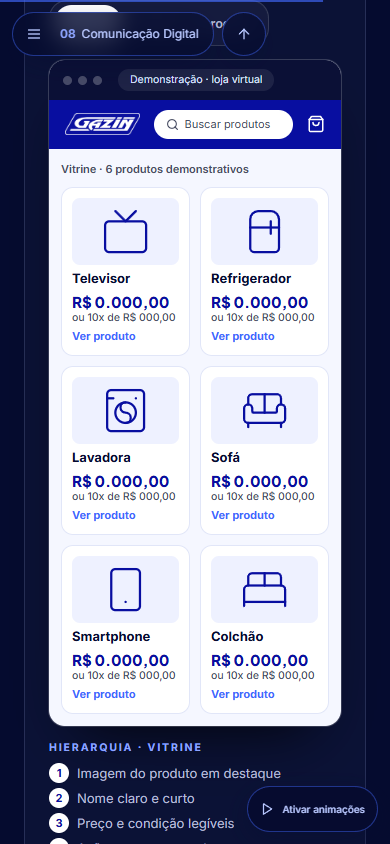 08 Comunicação Digital
Demonstração · loja virtual
GAZIN
Buscar produtos
Vitrine · 6 produtos demonstrativos
Televisor
R$ 0.000,00
ou 10x de R$ 000,00
Ver produto
Refrigerador
R$ 0.000,00
ou 10x de R$ 000,00
Ver produto
Lavadora
R$ 0.000,00
ou 10x de R$ 000,00
Ver produto
Sofá
R$ 0.000,00
ou 10x de R$ 000,00
Ver produto
Smartphone
R$ 0.000,00
ou 10x de R$ 000,00
Ver produto
Colchão
R$ 0.000,00
ou 10x de R$ 000,00
Ver produto
HIERARQUIA · VITRINE
1 Imagem do produto em destaque
2 Nome claro e curto
3 Preço e condição legíveis
Ativar animações